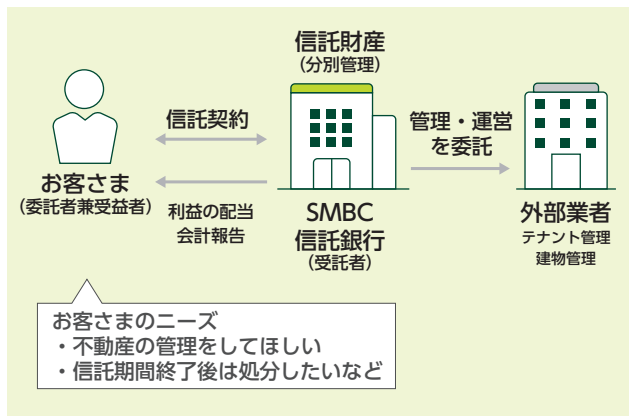 信託財産
（分別管理）
信託契約
管理・運営
を委託
お客さま
（委託者兼受益者）
利益の配当
会計報告
SMBC
信託銀行
（受託者）
外部業者
テナント管理
建物管理
お客さまのニーズ
・不動産の管理をしてほしい
・信託期間終了後は処分したいなど